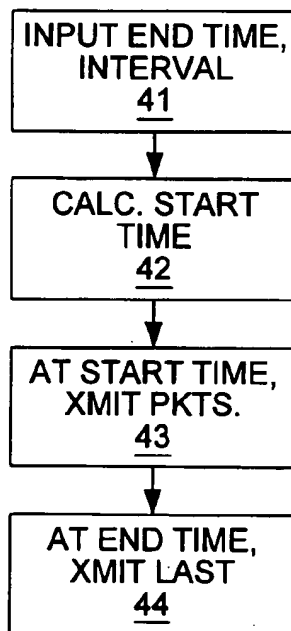 INPUT END TIME,
INTERVAL
41
CALC. START
TIME
42
AT START TIME,
XMIT PKTS.
43
AT END TIME,
XMIT LAST
44